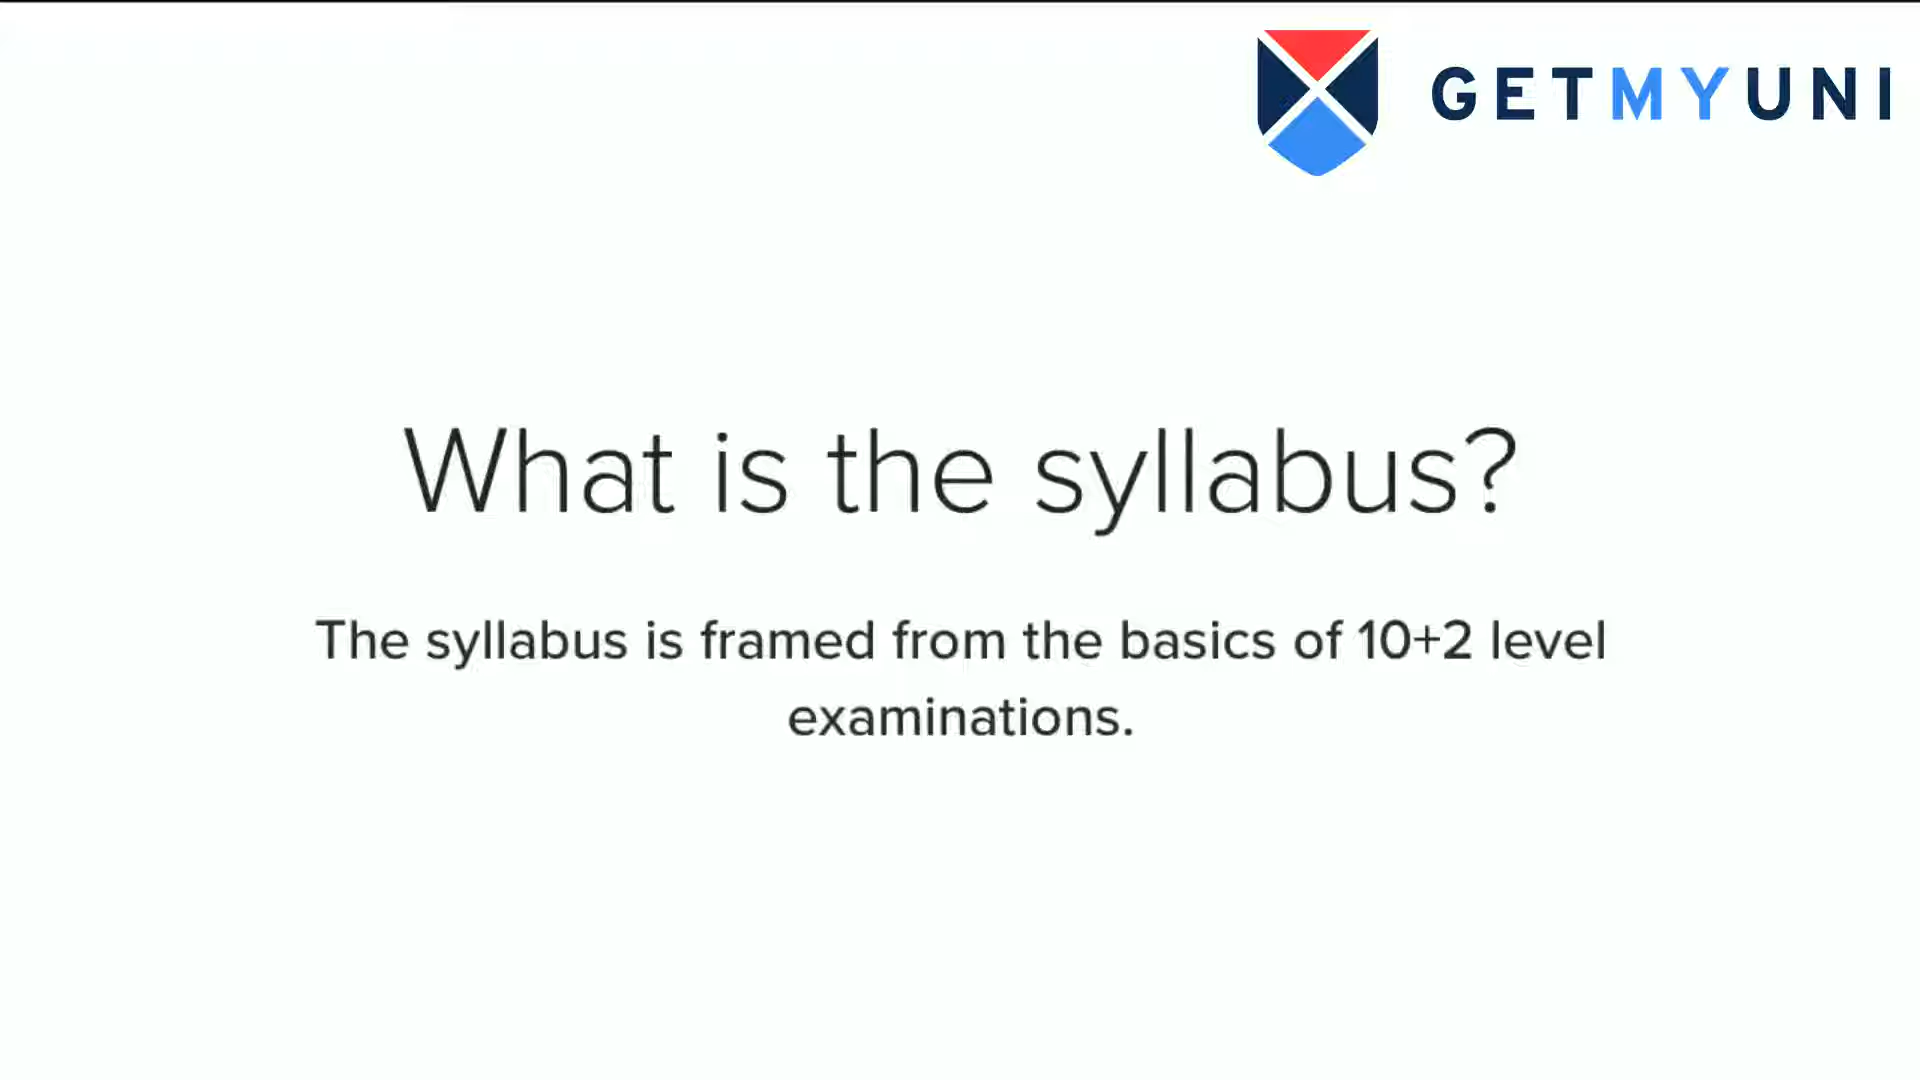 GETMYUNI
What is the syllabus?
The syllabus is framed from the basics of 10+2 level
examinations.